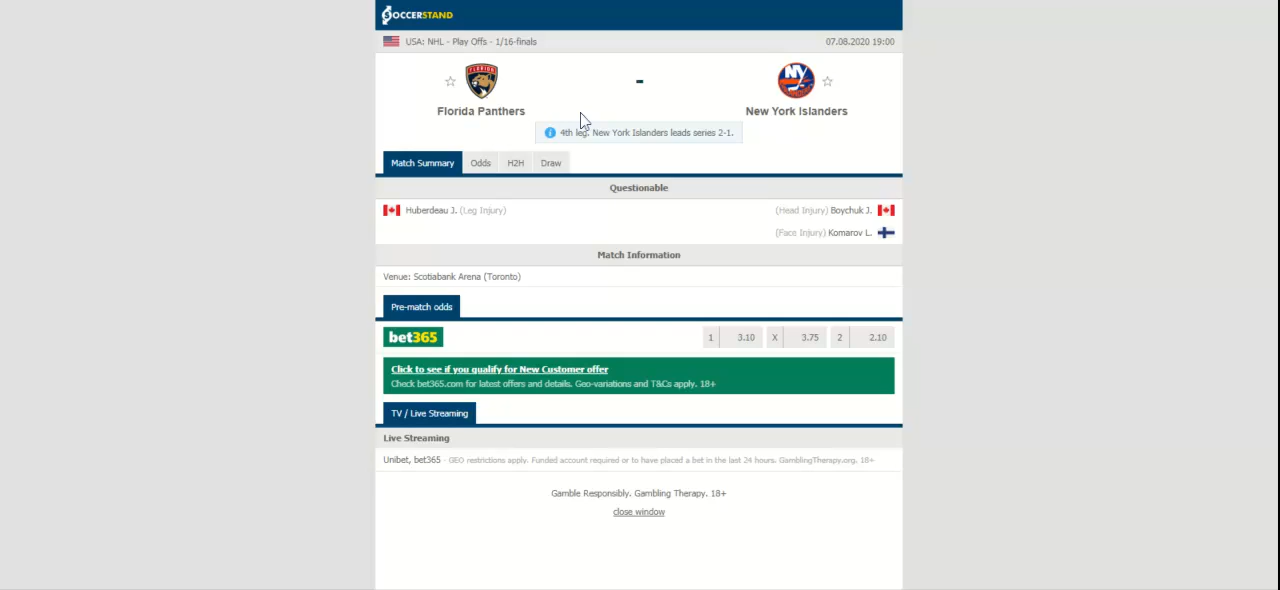 SOCCERSTAND
USA: NHL - Play Offs - 1/16-finals 07.08.2020 19:00
FLORIDA NY
-
Florida Panthers New York Islanders
4th leg. New York Islanders leads series 2-1.
Match Summary Odds H2H Draw
Questionable
Huberdeau J. (Leg Injury) (Head Injury) Boychuk J.
(Face Injury) Komarov L.
Match Information
Venue: Scotiabank Arena (Toronto)
Pre-match odds
bet365 1 3.10 X 3.75 2 2.10
Click to see if you qualify for New Customer offer
Check bet365.com for latest offers and details. Geo-variations and T&Cs apply. 18+
TV / Live Streaming
Live Streaming
Unibet, bet365 - GEO restrictions apply. Funded account required or to have placed a bet in the last 24 hours. GamblingTherapy.org, 18+
Gamble Responsibly. Gambling Therapy. 18+
close window